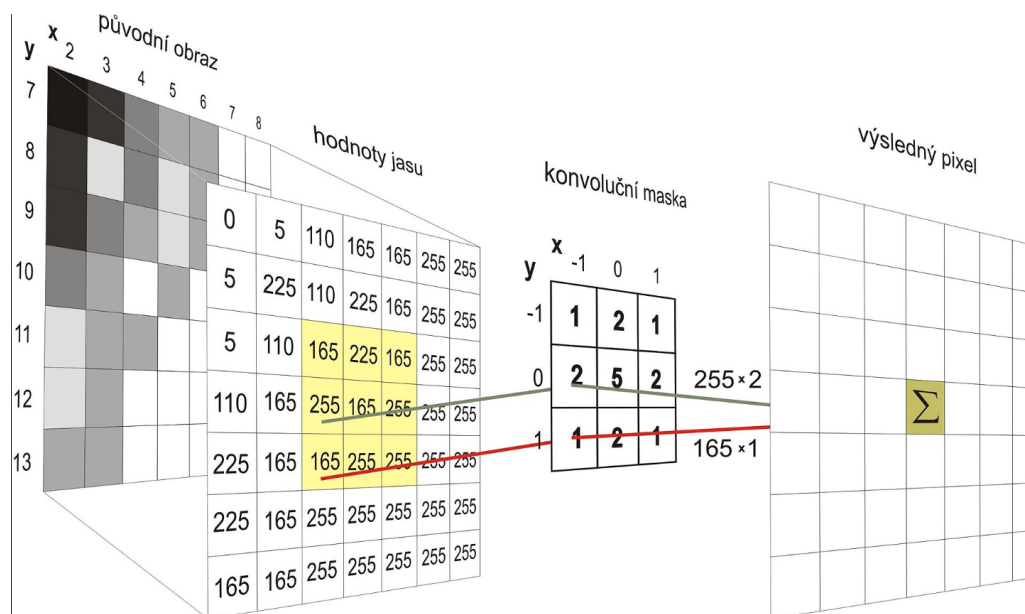 původní obraz
x 2 3 4 5 6 7 8
y
7
8
9
10
11
12
13
hodnoty jasu
0 5 110 165 165 255 255
5 225 110 225 165 255 255
5 110 165 225 165 255 255
110 165 255 165 255 255 255
225 165 165 255 255 255 255
225 165 255 255 255 255 255
165 165 255 255 255 255 255
konvoluční maska
x -1 0 1
y
-1 1 2 1
0 2 5 2
1 1 2 1
255×2
165×1
výsledný pixel
Σ